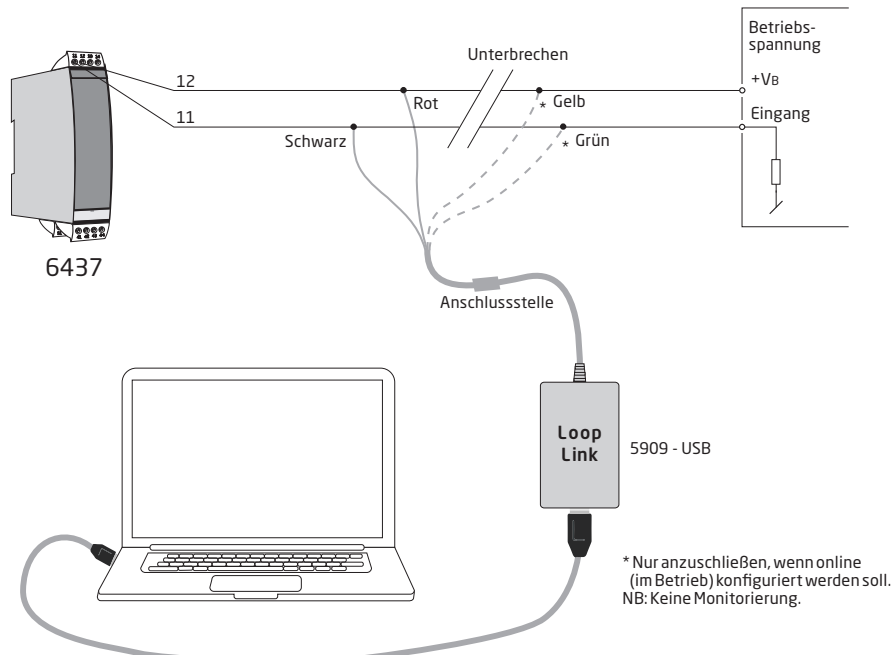 Betriebs-
spannung
Unterbrechen
+VB
12
Rot
* Gelb
Eingang
11
Schwarz
* Grün
6437
Anschlussstelle
Loop
Link
5909 - USB
* Nur anzuschließen, wenn online
(im Betrieb) konfiguriert werden soll.
NB: Keine Monitorierung.